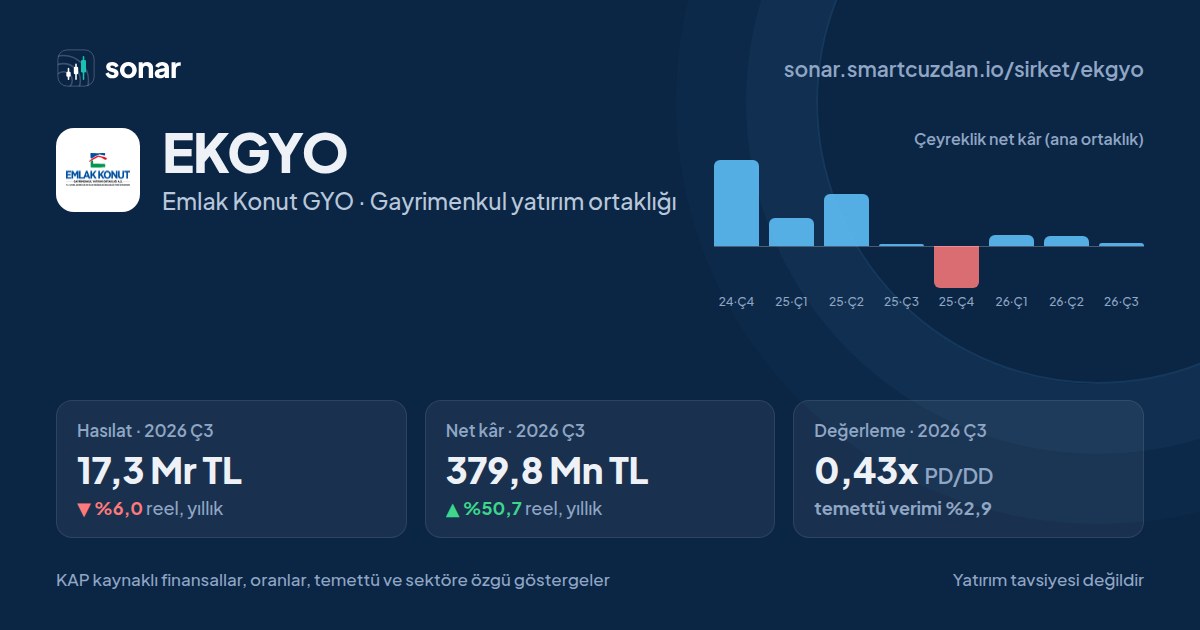 sonar
sonar.smartcuzdan.io/sirket/ekgyo
EMLAK KONUT
EKGYO
Emlak Konut GYO · Gayrimenkul yatırım ortaklığı
Çeyreklik net kâr (ana ortaklık)
24·Ç4 25·Ç1 25·Ç2 25·Ç3 25·Ç4 26·Ç1 26·Ç2 26·Ç3
Hasılat · 2026 Ç3
17,3 Mr TL
▼ %6,0 reel, yıllık
Net kâr · 2026 Ç3
379,8 Mn TL
▲ %50,7 reel, yıllık
Değerleme · 2026 Ç3
0,43x PD/DD
temettü verimi %2,9
KAP kaynaklı finansallar, oranlar, temettü ve sektöre özgü göstergeler
Yatırım tavsiyesi değildir